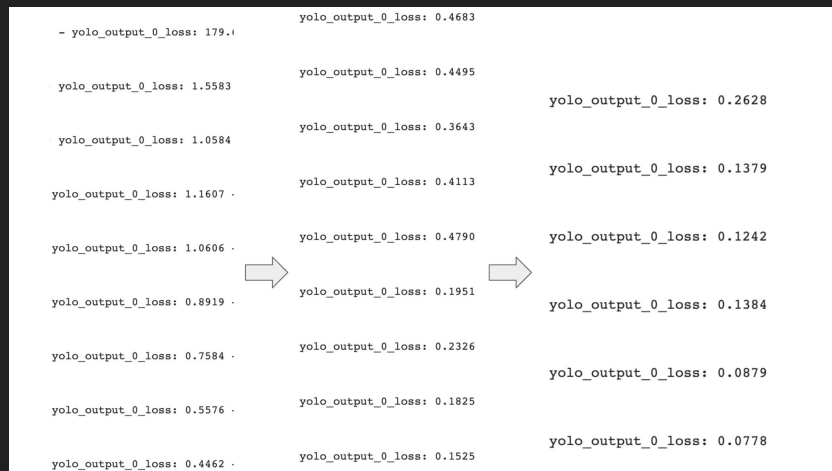 - yolo_output_0_loss: 179.
yolo_output_0_loss: 1.5583
yolo_output_0_loss: 1.0584
yolo_output_0_loss: 1.1607 -
yolo_output_0_loss: 1.0606 -
yolo_output_0_loss: 0.8919 -
yolo_output_0_loss: 0.7584 -
yolo_output_0_loss: 0.5576 -
yolo_output_0_loss: 0.4462 -
yolo_output_0_loss: 0.4683
yolo_output_0_loss: 0.4495
yolo_output_0_loss: 0.3643
yolo_output_0_loss: 0.4113
yolo_output_0_loss: 0.4790
yolo_output_0_loss: 0.1951
yolo_output_0_loss: 0.2326
yolo_output_0_loss: 0.1825
yolo_output_0_loss: 0.1525
yolo_output_0_loss: 0.2628
yolo_output_0_loss: 0.1379
yolo_output_0_loss: 0.1242
yolo_output_0_loss: 0.1384
yolo_output_0_loss: 0.0879
yolo_output_0_loss: 0.0778